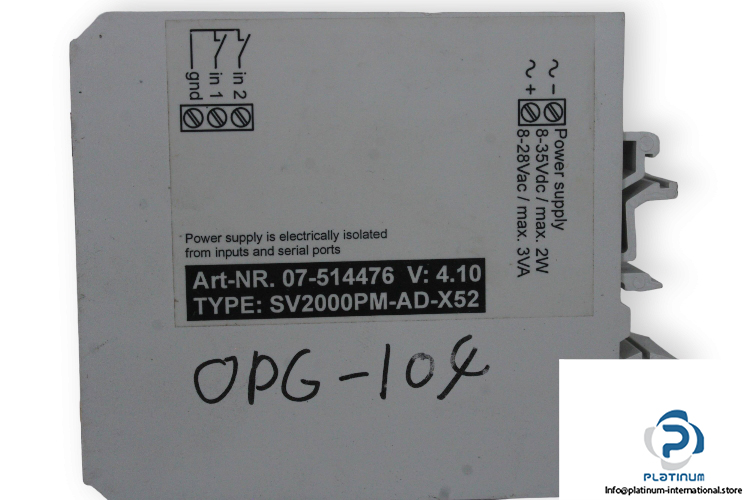 gnd
in 1
in 2
~ ~
+ −
Power supply
8-35Vdc / max. 2W
8-28Vac / max. 3VA
Power supply is electrically isolated
from inputs and serial ports
Art-NR. 07-514476 V: 4.10
TYPE: SV2000PM-AD-X52
OPG-104
PLATINUM
Info@platinum-international.store